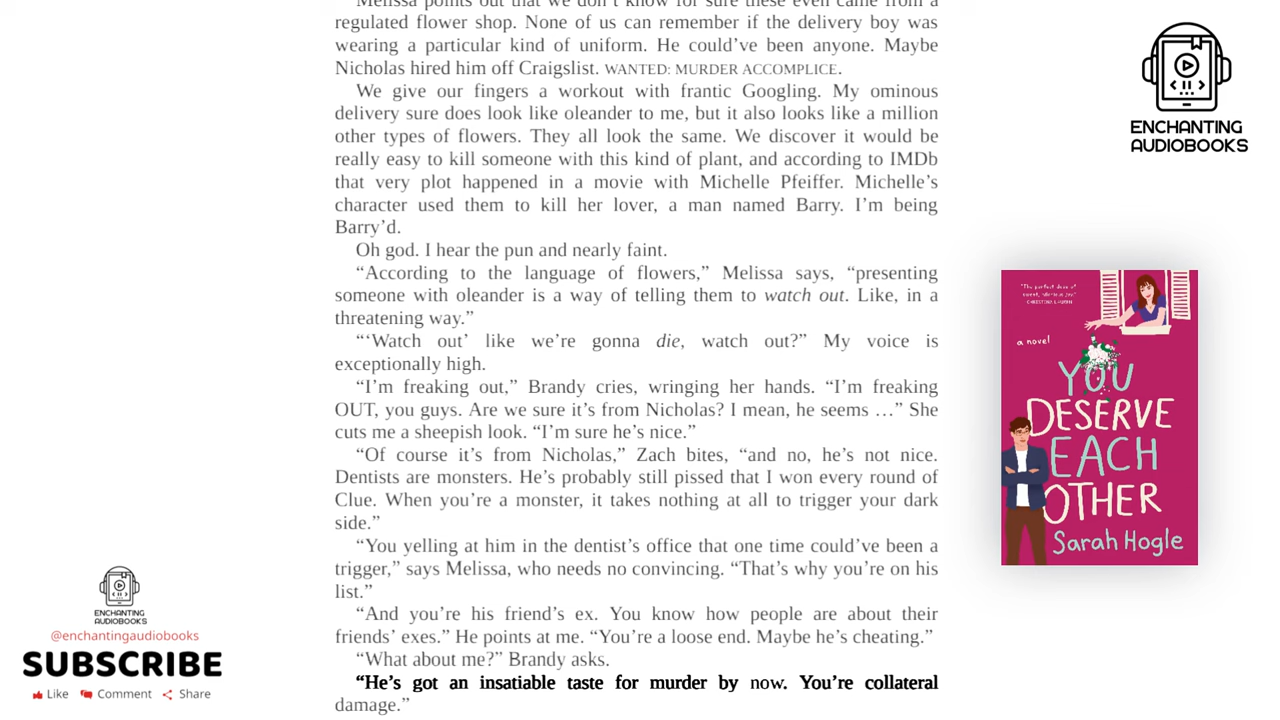 Melissa points out that we don't know for sure these even came from a
regulated flower shop. None of us can remember if the delivery boy was
wearing a particular kind of uniform. He could've been anyone. Maybe
Nicholas hired him off Craigslist. WANTED: MURDER ACCOMPLICE.
We give our fingers a workout with frantic Googling. My ominous
delivery sure does look like oleander to me, but it also looks like a million
other types of flowers. They all look the same. We discover it would be
really easy to kill someone with this kind of plant, and according to IMDb
that very plot happened in a movie with Michelle Pfeiffer. Michelle's
character used them to kill her lover, a man named Barry. I'm being
Barry'd.
Oh god. I hear the pun and nearly faint.
“According to the language of flowers,” Melissa says, “presenting
someone with oleander is a way of telling them to watch out. Like, in a
threatening way.”
“‘Watch out’ like we're gonna die, watch out?” My voice is
exceptionally high.
“I'm freaking out,” Brandy cries, wringing her hands. “I'm freaking
OUT, you guys. Are we sure it's from Nicholas? I mean, he seems …” She
cuts me a sheepish look. “I'm sure he's nice.”
“Of course it's from Nicholas,” Zach bites, “and no, he's not nice.
Dentists are monsters. He's probably still pissed that I won every round of
Clue. When you're a monster, it takes nothing at all to trigger your dark
side.”
“You yelling at him in the dentist's office that one time could've been a
trigger,” says Melissa, who needs no convincing. “That's why you're on his
list.”
“And you're his friend's ex. You know how people are about their
friends’ exes.” He points at me. “You're a loose end. Maybe he's cheating.”
“What about me?” Brandy asks.
“He's got an insatiable taste for murder by now. You're collateral
damage.”
ENCHANTING
AUDIOBOOKS
a novel
YOU
DESERVE
EACH
OTHER
Sarah Hogle
ENCHANTING
AUDIOBOOKS
@enchantingaudiobooks
SUBSCRIBE
Like Comment Share